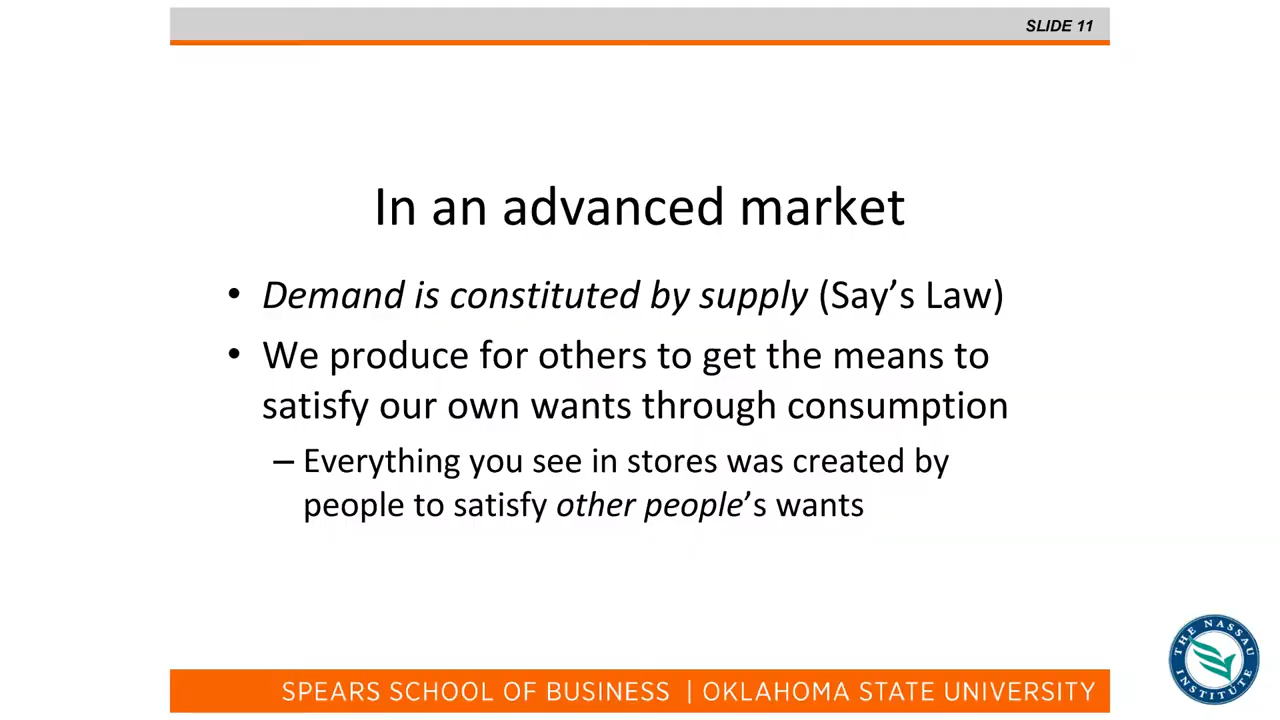 SLIDE 11
In an advanced market
• Demand is constituted by supply (Say’s Law)
• We produce for others to get the means to
satisfy our own wants through consumption
– Everything you see in stores was created by
people to satisfy other people’s wants
THE NASSAU
INSTITUTE
SPEARS SCHOOL OF BUSINESS | OKLAHOMA STATE UNIVERSITY